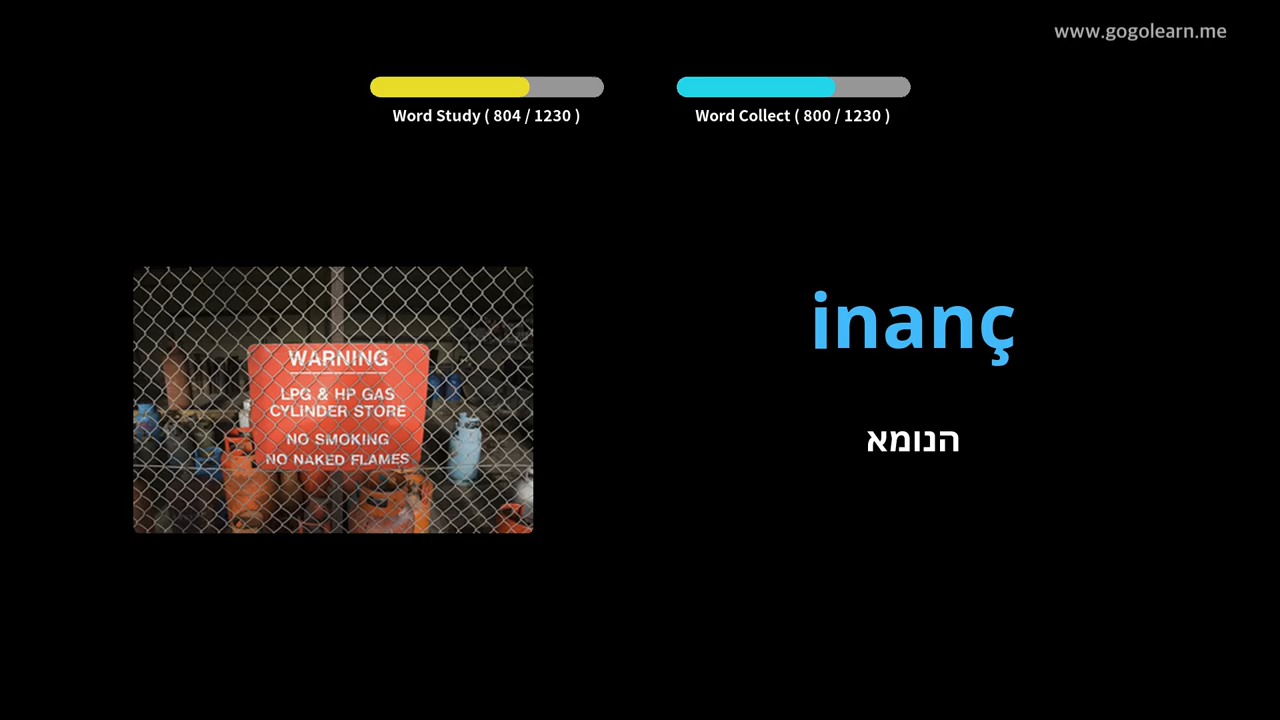 www.gogolearn.me
Word Study ( 804 / 1230 )
Word Collect ( 800 / 1230 )
WARNING
LPG & HP GAS
CYLINDER STORE
NO SMOKING
NO NAKED FLAMES
inanç
הנומא